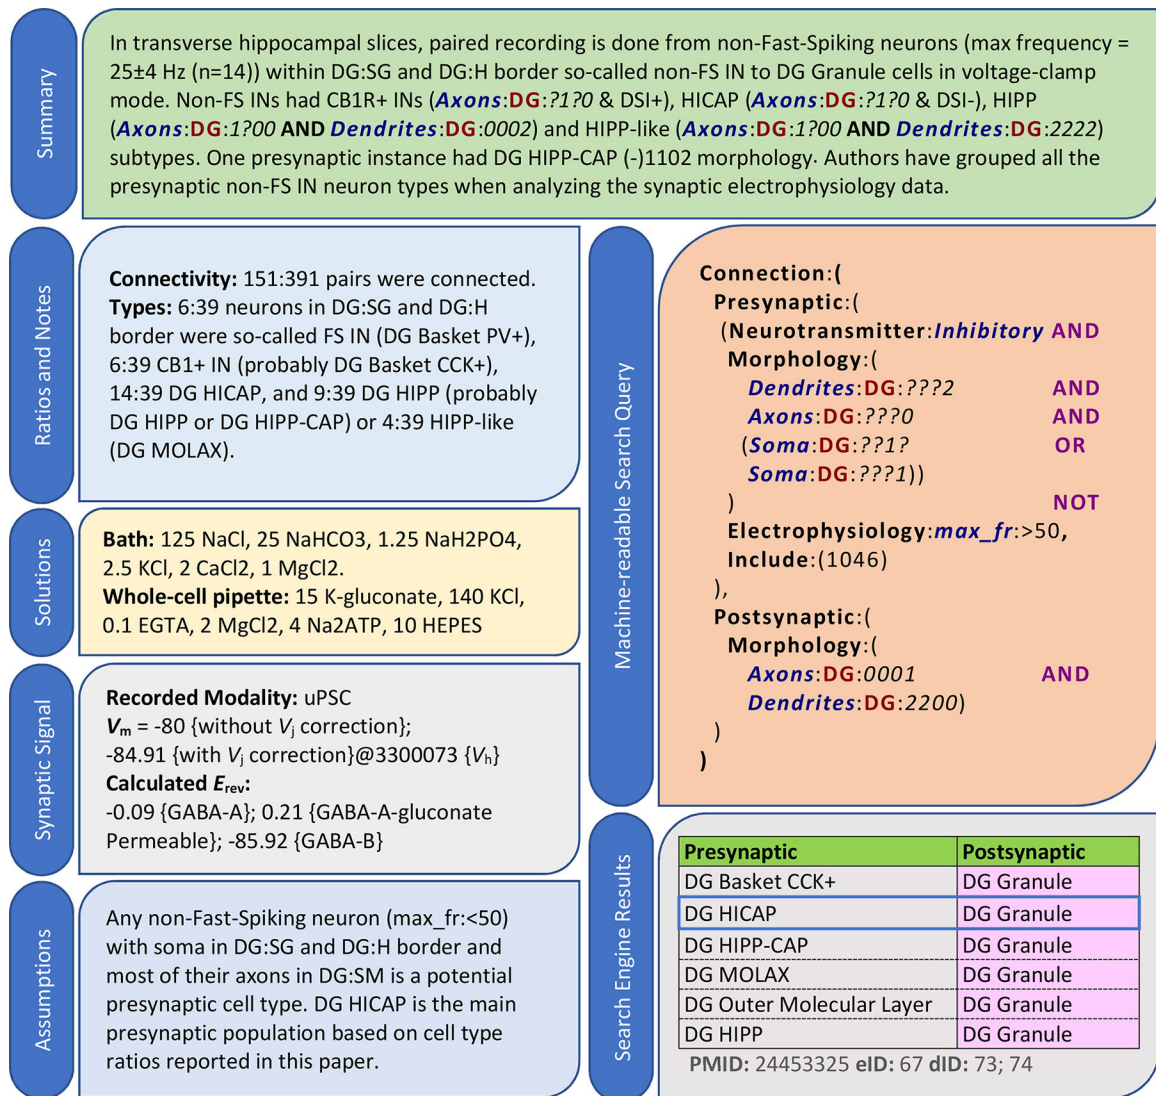 Summary
In transverse hippocampal slices, paired recording is done from non-Fast-Spiking neurons (max frequency =
25±4 Hz (n=14)) within DG:SG and DG:H border so-called non-FS IN to DG Granule cells in voltage-clamp
mode. Non-FS INs had CB1R+ INs (Axons:DG:?1?0 & DSI+), HICAP (Axons:DG:?1?0 & DSI-), HIPP
(Axons:DG:1?00 AND Dendrites:DG:0002) and HIPP-like (Axons:DG:1?00 AND Dendrites:DG:2222)
subtypes. One presynaptic instance had DG HIPP-CAP (-)1102 morphology. Authors have grouped all the
presynaptic non-FS IN neuron types when analyzing the synaptic electrophysiology data.
Ratios and Notes
Connectivity: 151:391 pairs were connected.
Types: 6:39 neurons in DG:SG and DG:H
border were so-called FS IN (DG Basket PV+),
6:39 CB1+ IN (probably DG Basket CCK+),
14:39 DG HICAP, and 9:39 DG HIPP (probably
DG HIPP or DG HIPP-CAP) or 4:39 HIPP-like
(DG MOLAX).
Solutions
Bath: 125 NaCl, 25 NaHCO3, 1.25 NaH2PO4,
2.5 KCl, 2 CaCl2, 1 MgCl2.
Whole-cell pipette: 15 K-gluconate, 140 KCl,
0.1 EGTA, 2 MgCl2, 4 Na2ATP, 10 HEPES
Synaptic Signal
Recorded Modality: uPSC
Vm = -80 {without Vj correction};
-84.91 {with Vj correction}@3300073 {Vh}
Calculated Erev:
-0.09 {GABA-A}; 0.21 {GABA-A-gluconate
Permeable}; -85.92 {GABA-B}
Assumptions
Any non-Fast-Spiking neuron (max_fr:<50)
with soma in DG:SG and DG:H border and
most of their axons in DG:SM is a potential
presynaptic cell type. DG HICAP is the main
presynaptic population based on cell type
ratios reported in this paper.
Machine-readable Search Query
Connection:(
Presynaptic:(
(Neurotransmitter:Inhibitory AND
Morphology:(
Dendrites:DG:???2 AND
Axons:DG:???0 AND
(Soma:DG:??1? OR
Soma:DG:???1))
) NOT
Electrophysiology:max_fr:>50,
Include:(1046)
),
Postsynaptic:(
Morphology:(
Axons:DG:0001 AND
Dendrites:DG:2200)
)
)
Search Engine Results
Presynaptic Postsynaptic
DG Basket CCK+ DG Granule
DG HICAP DG Granule
DG HIPP-CAP DG Granule
DG MOLAX DG Granule
DG Outer Molecular Layer DG Granule
DG HIPP DG Granule
PMID: 24453325 eID: 67 dID: 73; 74